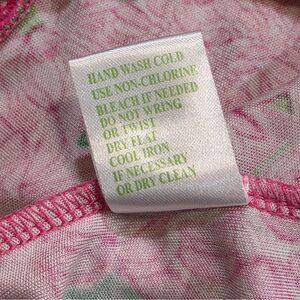 HAND WASH COLD
USE NON-CHLORINE
BLEACH IF NEEDED
DO NOT WRING
OR TWIST
DRY FLAT
COOL IRON
IF NECESSARY
OR DRY CLEAN